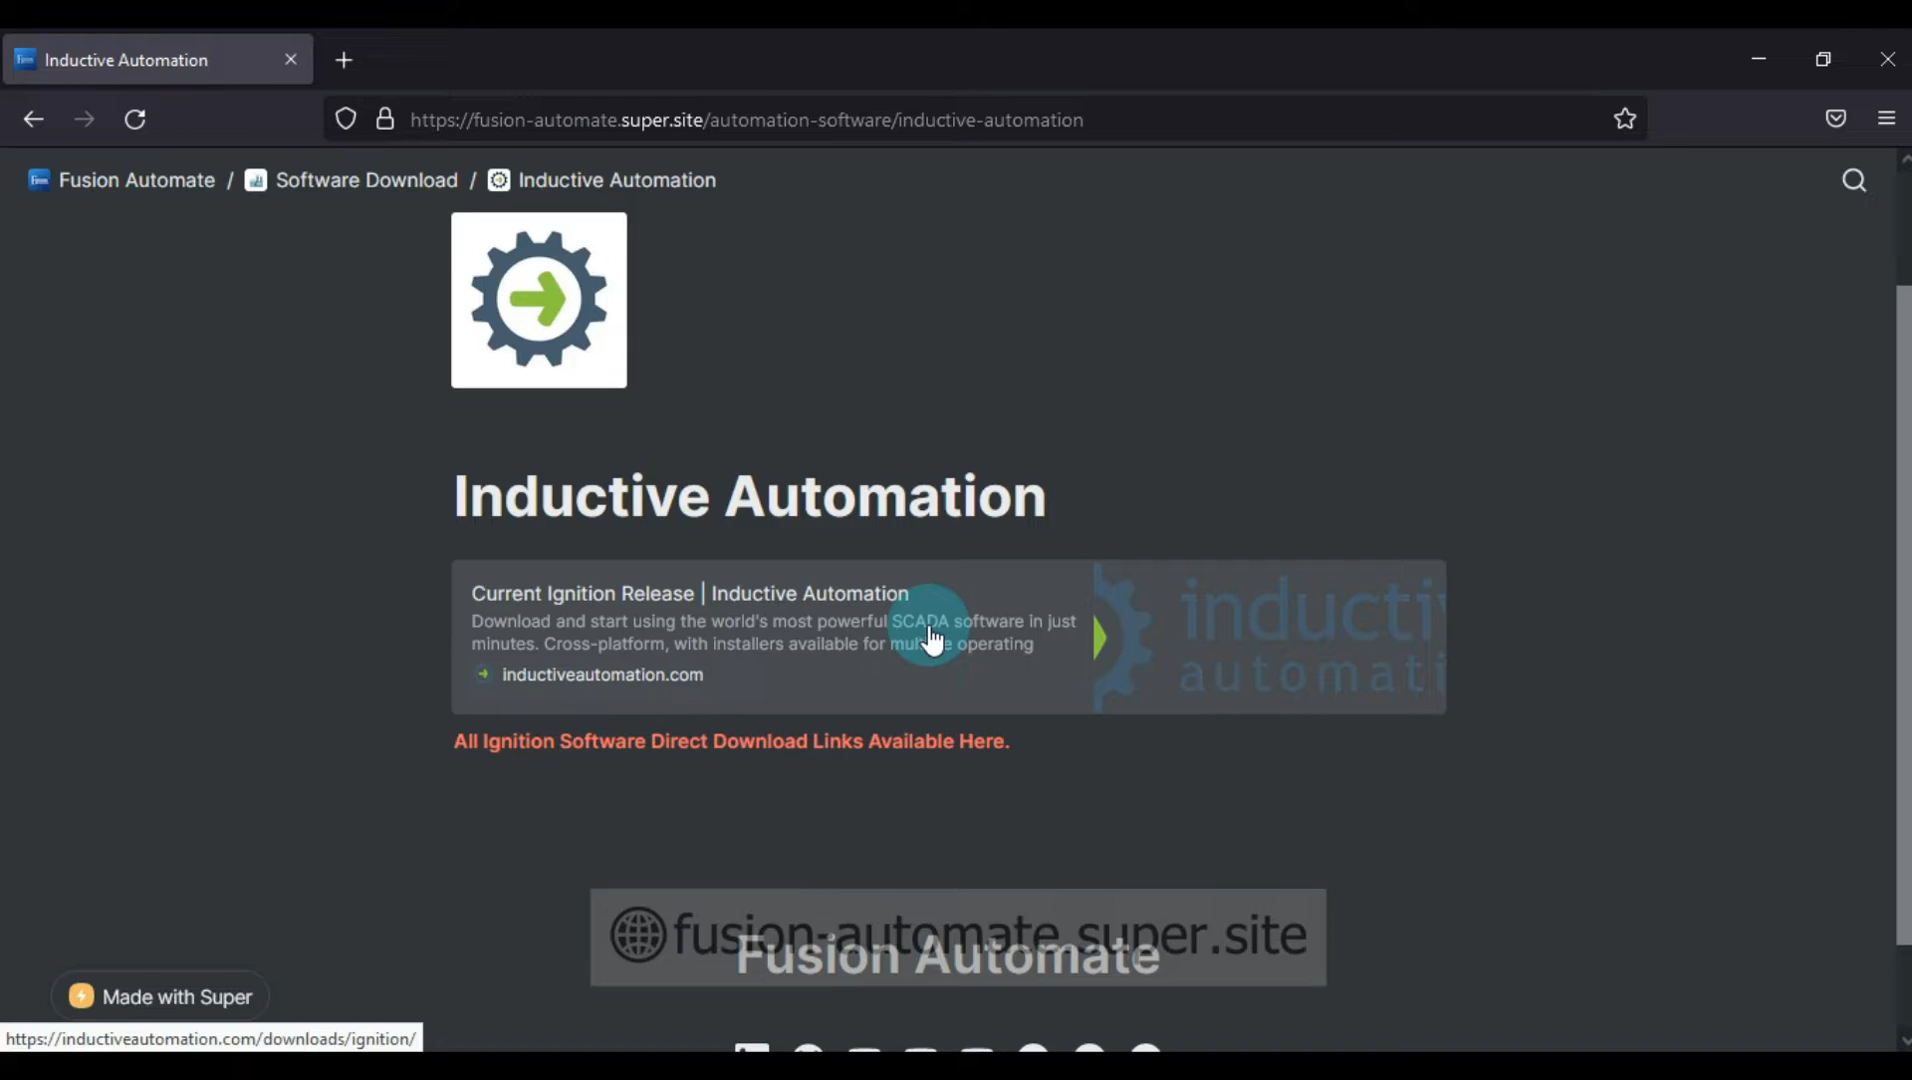 Inductive Automation
https://fusion-automate.super.site/automation-software/inductive-automation
Fusion Automate / Software Download / Inductive Automation
Inductive Automation
Current Ignition Release | Inductive Automation
Download and start using the world's most powerful SCADA software in just
minutes. Cross-platform, with installers available for multiple operating
inductiveautomation.com
inducti
automati
All Ignition Software Direct Download Links Available Here.
fusion-automate.super.site
Fusion Automate
Made with Super
https://inductiveautomation.com/downloads/ignition/